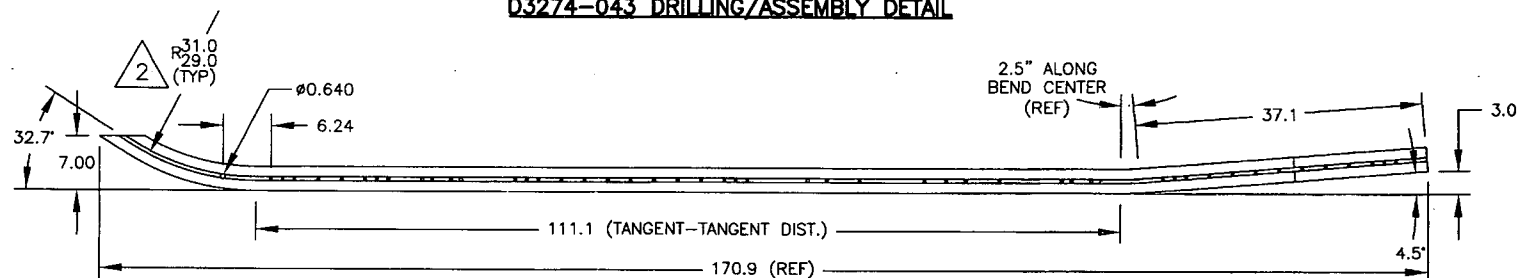 D3274-043 DRILLING/ASSEMBLY DETAIL
2
R31.0
29.0
(TYP)
Ø0.640
6.24
2.5" ALONG
BEND CENTER
(REF)
37.1
3.0
32.7°
7.00
111.1 (TANGENT-TANGENT DIST.)
4.5°
170.9 (REF)